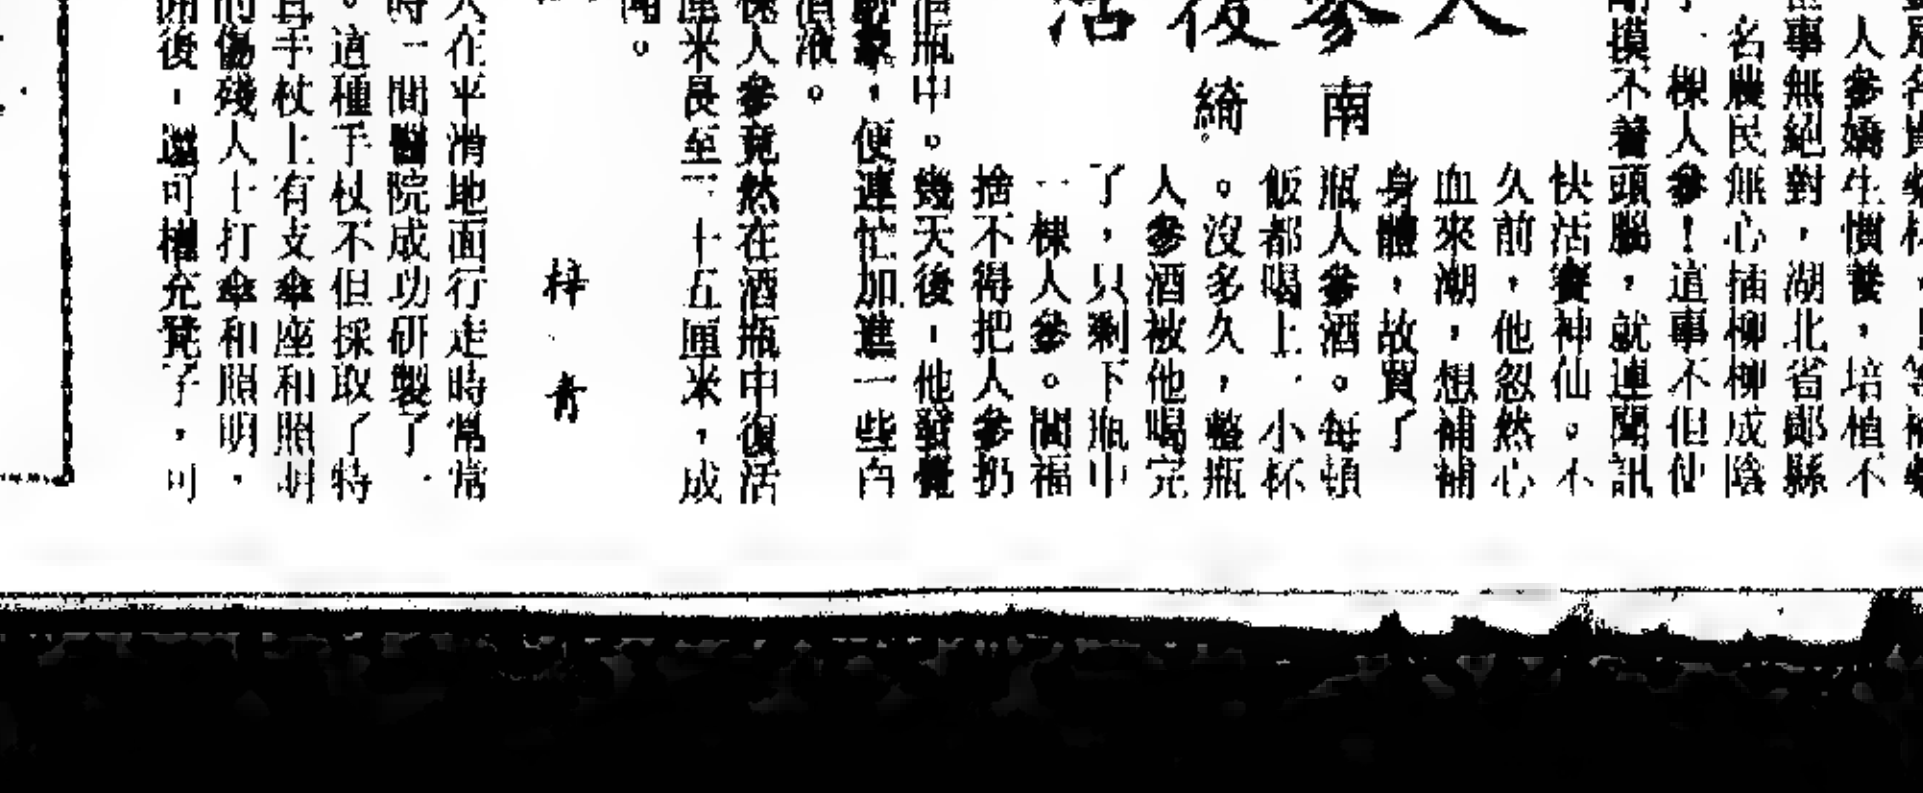 人參復活
南
綺
人參嬌生慣養，培植不
事無絕對，湖北省鄖縣
名農民無心插柳柳成陰
棵人參！這事不但使
摸不着頭腦，就連聞訊
快活賽神仙。不
久前，他忽然心
血來潮，想補補
身體，故買了
瓶人參酒。每頓
飯都喝上一小杯
。沒多久，整瓶
人參酒被他喝完
了，只剩下瓶中
一棵人參。閻福
捨不得把人參扔
酒瓶中。幾天後，他發覺
，便連忙加進一些白
酒液。
棵人參竟然在酒瓶中復活
厘米長至二十五厘米，成
聞。
梓青
人在平滑地面行走時常常
時一間醫院成功研製了
。這種手杖不但採取了特
手杖上有支傘座和照明
的傷殘人士打傘和照明，
後，還可權充凳子，可